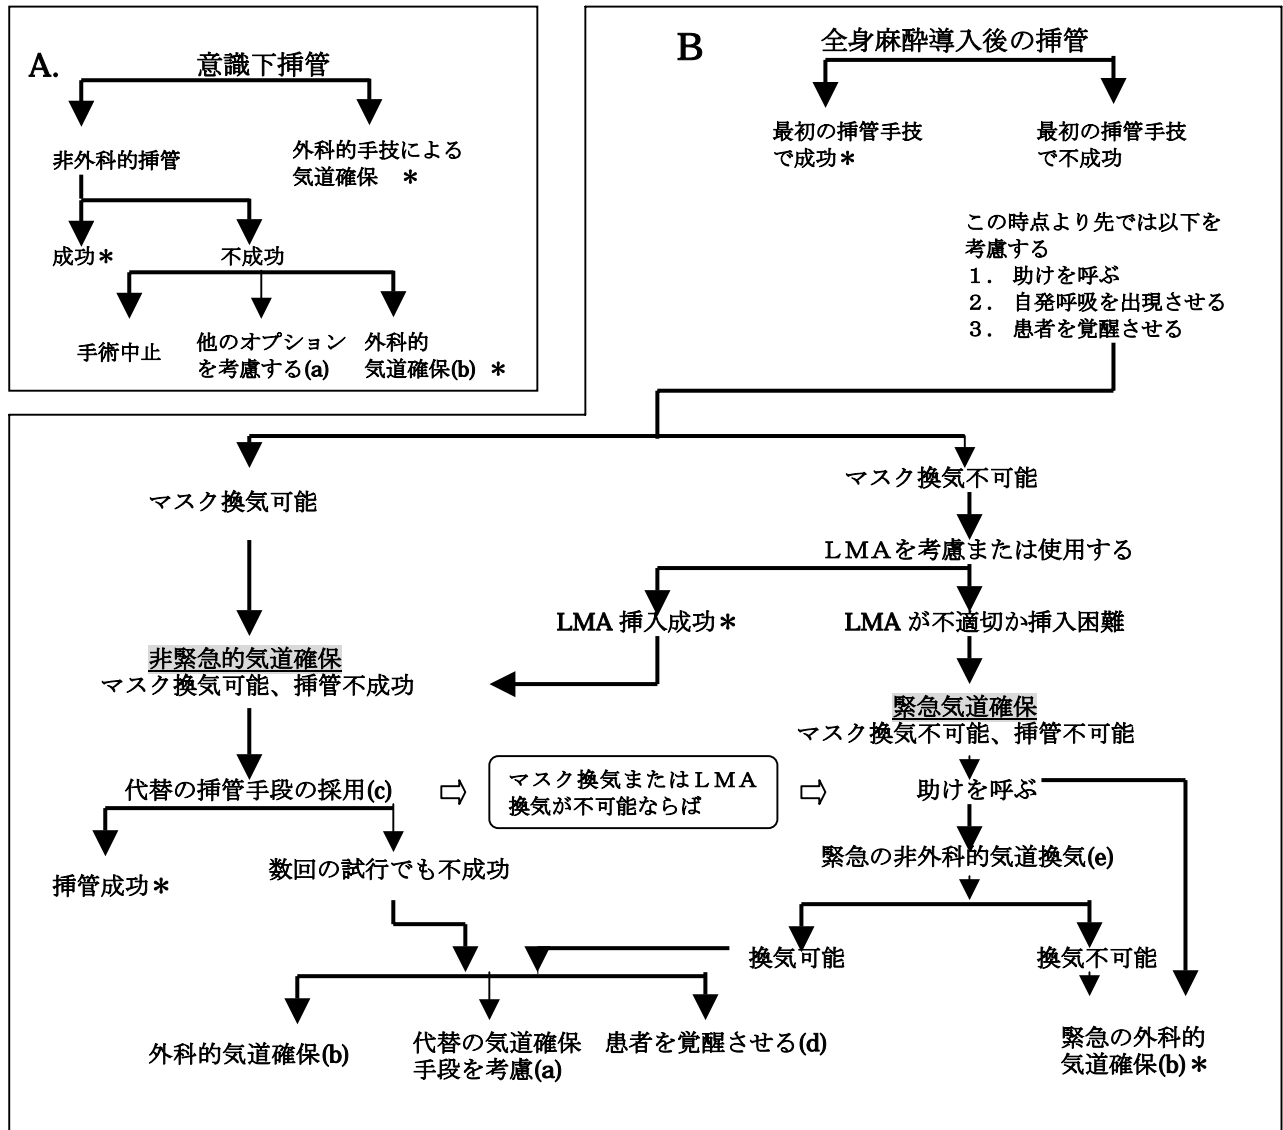 A.
意識下挿管
非外科的挿管
外科的手技による
気道確保 ＊
成功＊
不成功
手術中止
他のオプション
を考慮する(a)
外科的
気道確保(b) ＊
B
全身麻酔導入後の挿管
最初の挿管手技
で成功＊
最初の挿管手技
で不成功
この時点より先では以下を
考慮する
１． 助けを呼ぶ
２． 自発呼吸を出現させる
３． 患者を覚醒させる
マスク換気可能
マスク換気不可能
ＬＭＡを考慮または使用する
LMA 挿入成功＊
LMA が不適切か挿入困難
非緊急的気道確保
マスク換気可能、挿管不成功
緊急気道確保
マスク換気不可能、挿管不可能
代替の挿管手段の採用(c)
マスク換気またはＬＭＡ
換気が不可能ならば
助けを呼ぶ
挿管成功＊
数回の試行でも不成功
緊急の非外科的気道換気(e)
換気可能
換気不可能
外科的気道確保(b)
代替の気道確保
手段を考慮(a)
患者を覚醒させる(d)
緊急の外科的
気道確保(b)＊